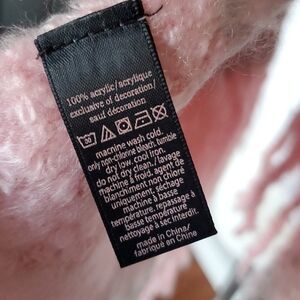 100% acrylic/acrylique
exclusive of decoration/
sauf décoration
machine wash cold.
only non-chlorine bleach. tumble
dry low. cool iron.
do not dry clean./lavage
machine à froid. agent de
blanchiment non chloré
uniquement. séchage
machine à basse
température. repassage
basse température.
nettoyage à sec interdit.
made in China/
fabriqué en Chine